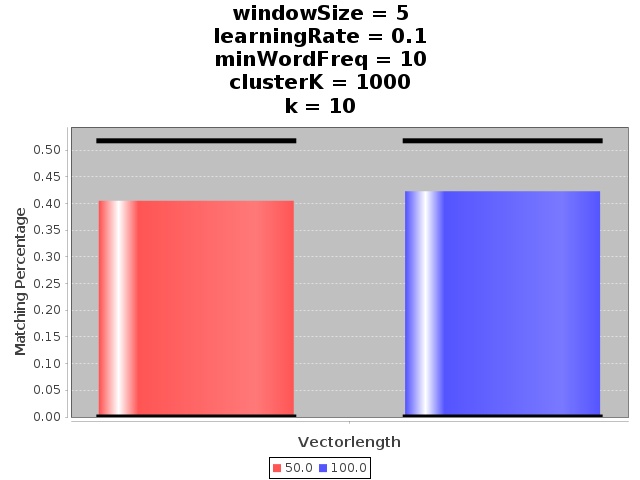 windowSize = 5
learningRate = 0.1
minWordFreq = 10
clusterK = 1000
k = 10
0.50
0.45
0.40
0.35
0.30
0.25
0.20
0.15
0.10
0.05
0.00
Matching Percentage
Vectorlength
50.0 100.0